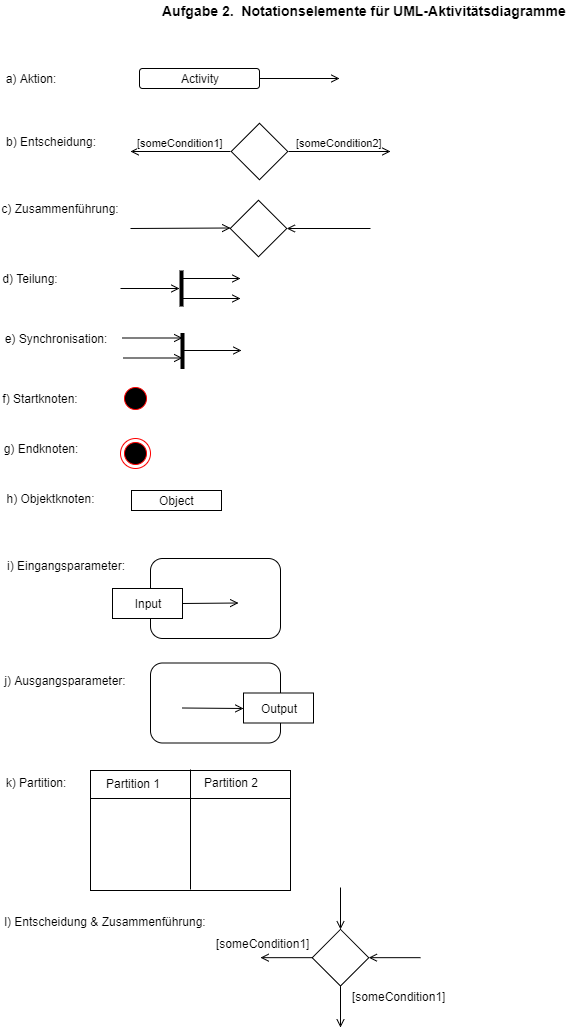 Aufgabe 2.  Notationselemente für UML-Aktivitätsdiagramme
a) Aktion:
Activity
b) Entscheidung:
[someCondition1]
[someCondition2]
c) Zusammenführung:
d) Teilung:
e) Synchronisation:
f) Startknoten:
g) Endknoten:
h) Objektknoten:
Object
i) Eingangsparameter:
Input
j) Ausgangsparameter:
Output
k) Partition:
Partition 1
Partition 2
l) Entscheidung & Zusammenführung:
[someCondition1]
[someCondition1]